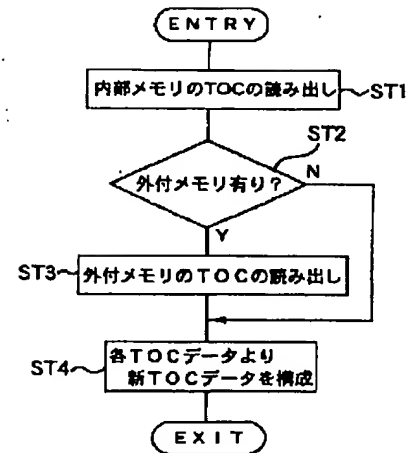 ENTRY
内部メモリのTOCの読み出し
ST1
ST2
外付メモリ有り?
N
Y
ST3
外付メモリのTOCの読み出し
ST4
各TOCデータより
新TOCデータを構成
EXIT